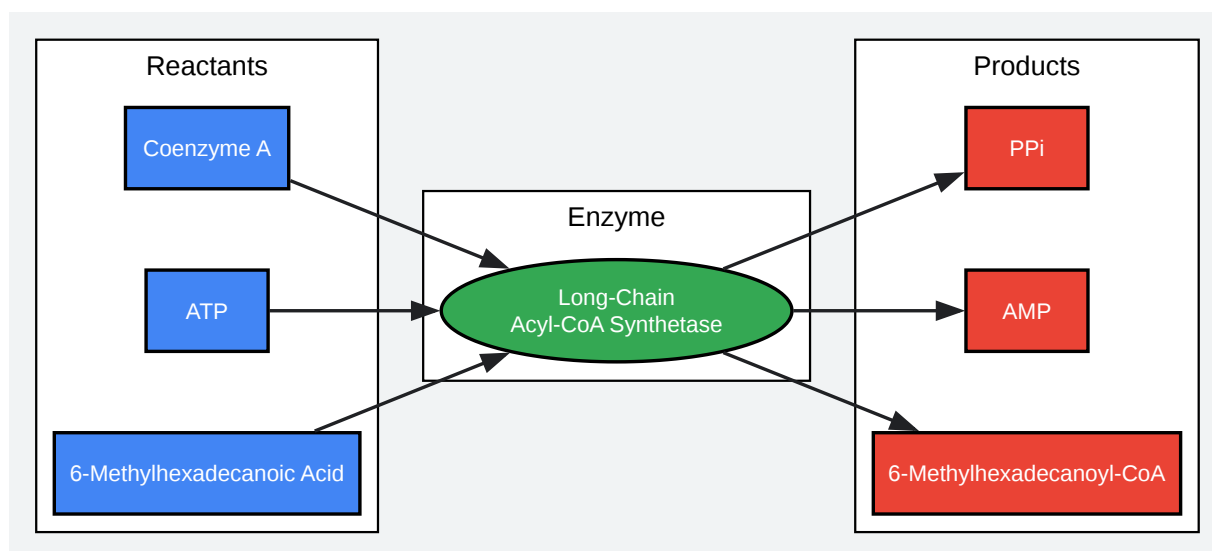 Reactants
Coenzyme A
ATP
6-Methylhexadecanoic Acid
Enzyme
Long-Chain
Acyl-CoA Synthetase
Products
PPi
AMP
6-Methylhexadecanoyl-CoA